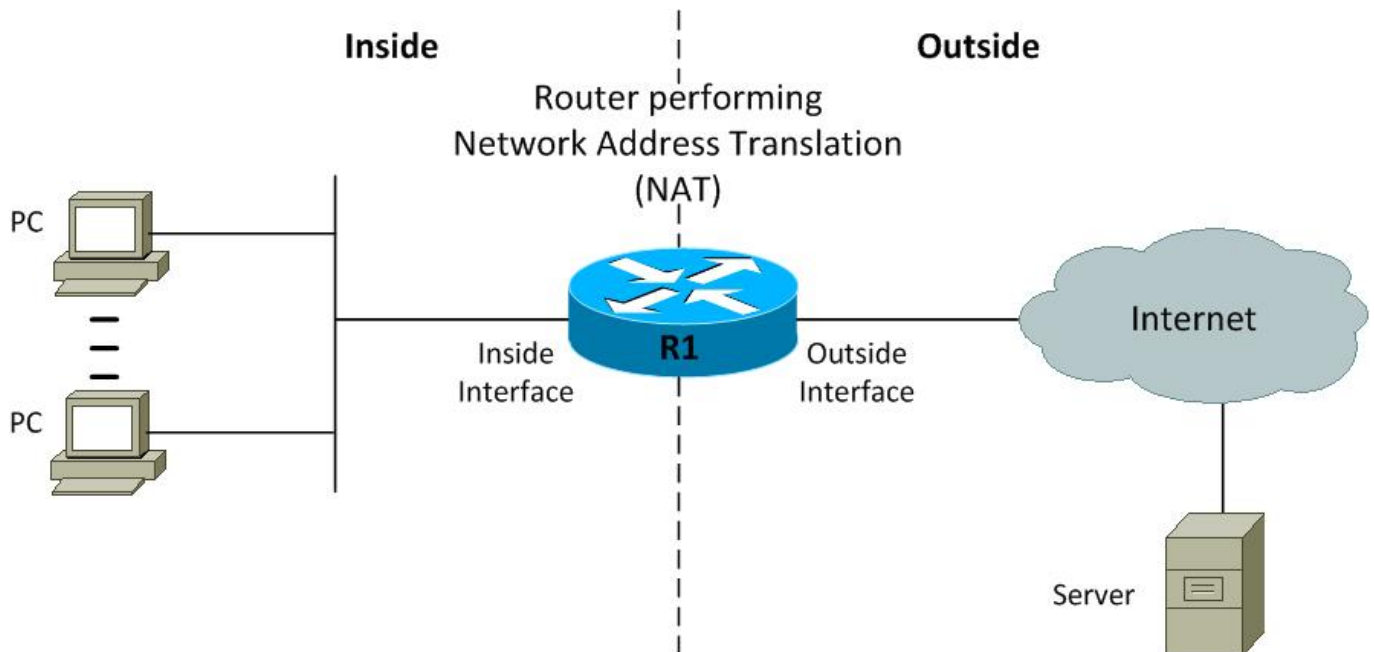 Inside
Outside
Router performing
Network Address Translation
(NAT)
PC
PC
Inside
Interface
R1
Outside
Interface
Internet
Server